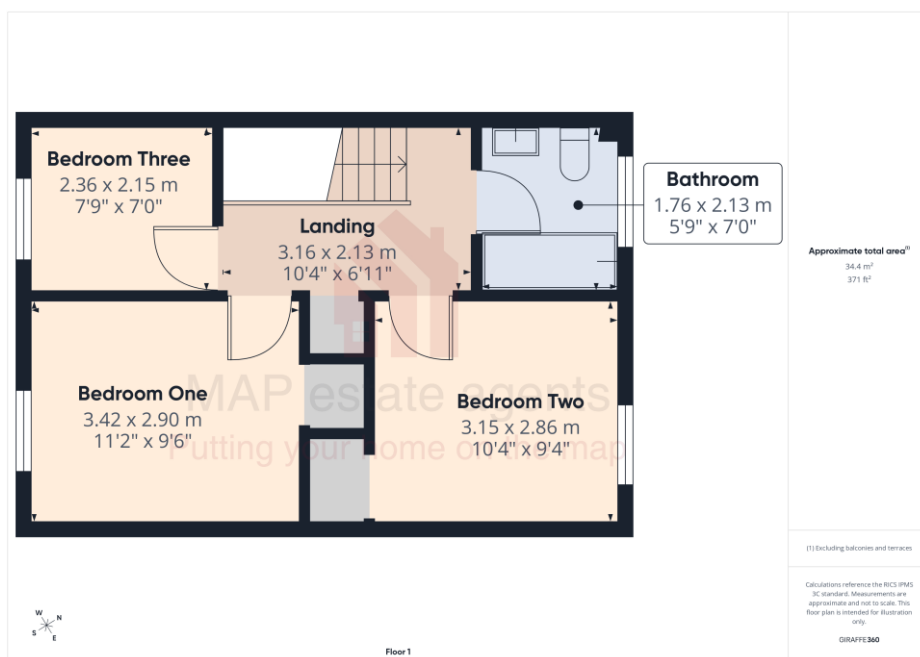 Bedroom Three
2.36 x 2.15 m
7'9" x 7'0"
Landing
3.16 x 2.13 m
10'4" x 6'11"
Bathroom
1.76 x 2.13 m
5'9" x 7'0"
Bedroom One
3.42 x 2.90 m
11'2" x 9'6"
Bedroom Two
3.15 x 2.86 m
10'4" x 9'4"
MAP estate agents
Putting your home on the map
Approximate total area(1)
34.4 m²
371 ft²
(1) Excluding balconies and terraces
Calculations reference the RICS IPMS
3C standard. Measurements are
approximate and not to scale. This
floor plan is intended for illustration
only.
GIRAFFE360
W
N
S
E
Floor 1